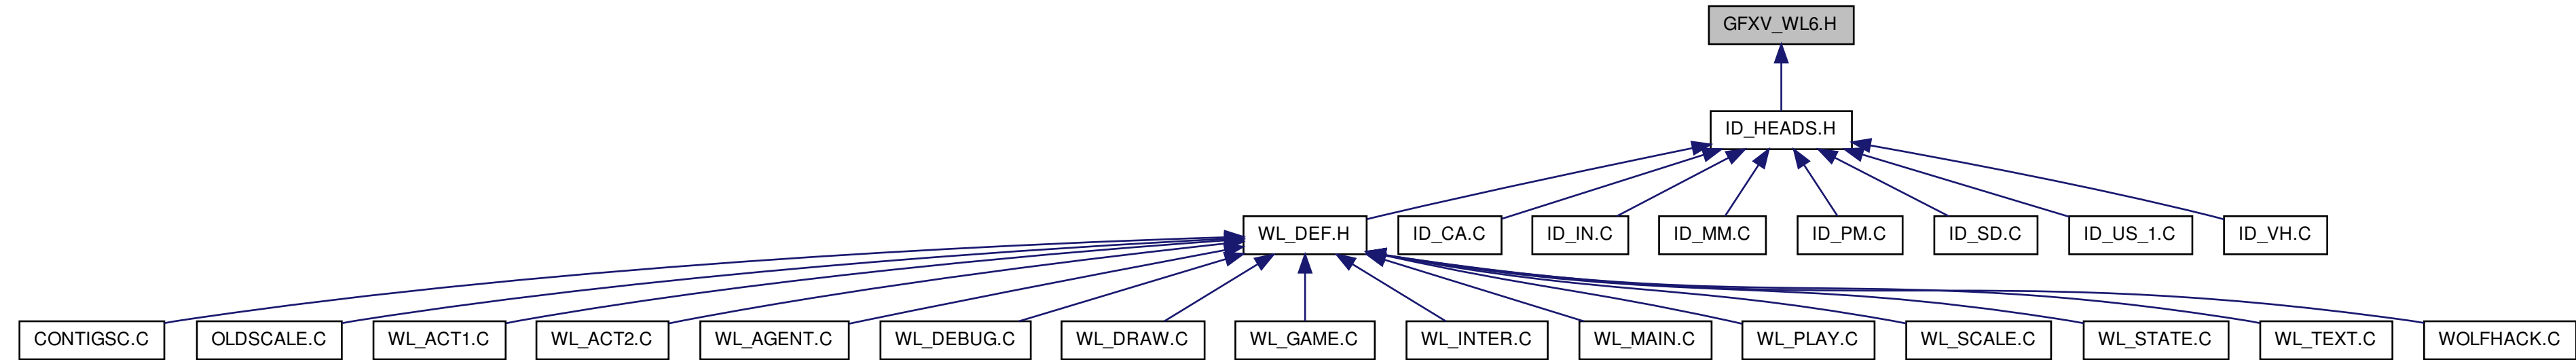 GFXV_WL6.H
ID_HEADS.H
WL_DEF.H
ID_CA.C
ID_IN.C
ID_MM.C
ID_PM.C
ID_SD.C
ID_US_1.C
ID_VH.C
CONTIGSC.C
OLDSCALE.C
WL_ACT1.C
WL_ACT2.C
WL_AGENT.C
WL_DEBUG.C
WL_DRAW.C
WL_GAME.C
WL_INTER.C
WL_MAIN.C
WL_PLAY.C
WL_SCALE.C
WL_STATE.C
WL_TEXT.C
WOLFHACK.C